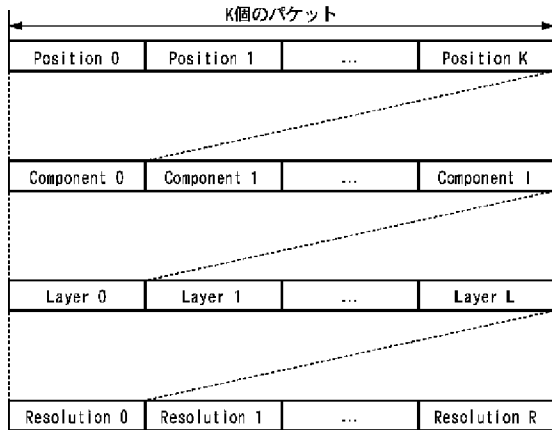 K個のパケット
Position 0 Position 1 ... Position K
Component 0 Component 1 ... Component I
Layer 0 Layer 1 ... Layer L
Resolution 0 Resolution 1 ... Resolution R